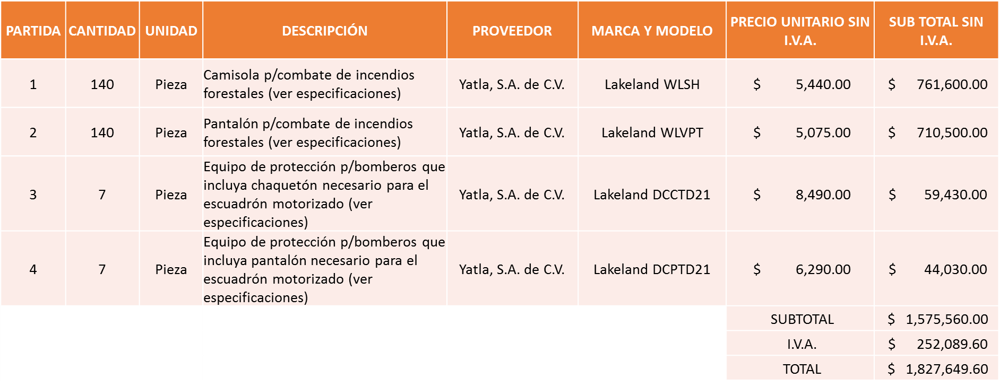 PARTIDA CANTIDAD UNIDAD DESCRIPCIÓN PROVEEDOR MARCA Y MODELO PRECIO UNITARIO SIN I.V.A. SUB TOTAL SIN I.V.A.
1 140 Pieza Camisola p/combate de incendios
forestales (ver especificaciones) Yatla, S.A. de C.V. Lakeland WLSH $ 5,440.00 $ 761,600.00
2 140 Pieza Pantalón p/combate de incendios
forestales (ver especificaciones) Yatla, S.A. de C.V. Lakeland WLVPT $ 5,075.00 $ 710,500.00
3 7 Pieza Equipo de protección p/bomberos que
incluya chaquetón necesario para el
escuadrón motorizado (ver
especificaciones) Yatla, S.A. de C.V. Lakeland DCCTD21 $ 8,490.00 $ 59,430.00
4 7 Pieza Equipo de protección p/bomberos que
incluya pantalón necesario para el
escuadrón motorizado (ver
especificaciones) Yatla, S.A. de C.V. Lakeland DCPTD21 $ 6,290.00 $ 44,030.00
SUBTOTAL $ 1,575,560.00
I.V.A. $ 252,089.60
TOTAL $ 1,827,649.60